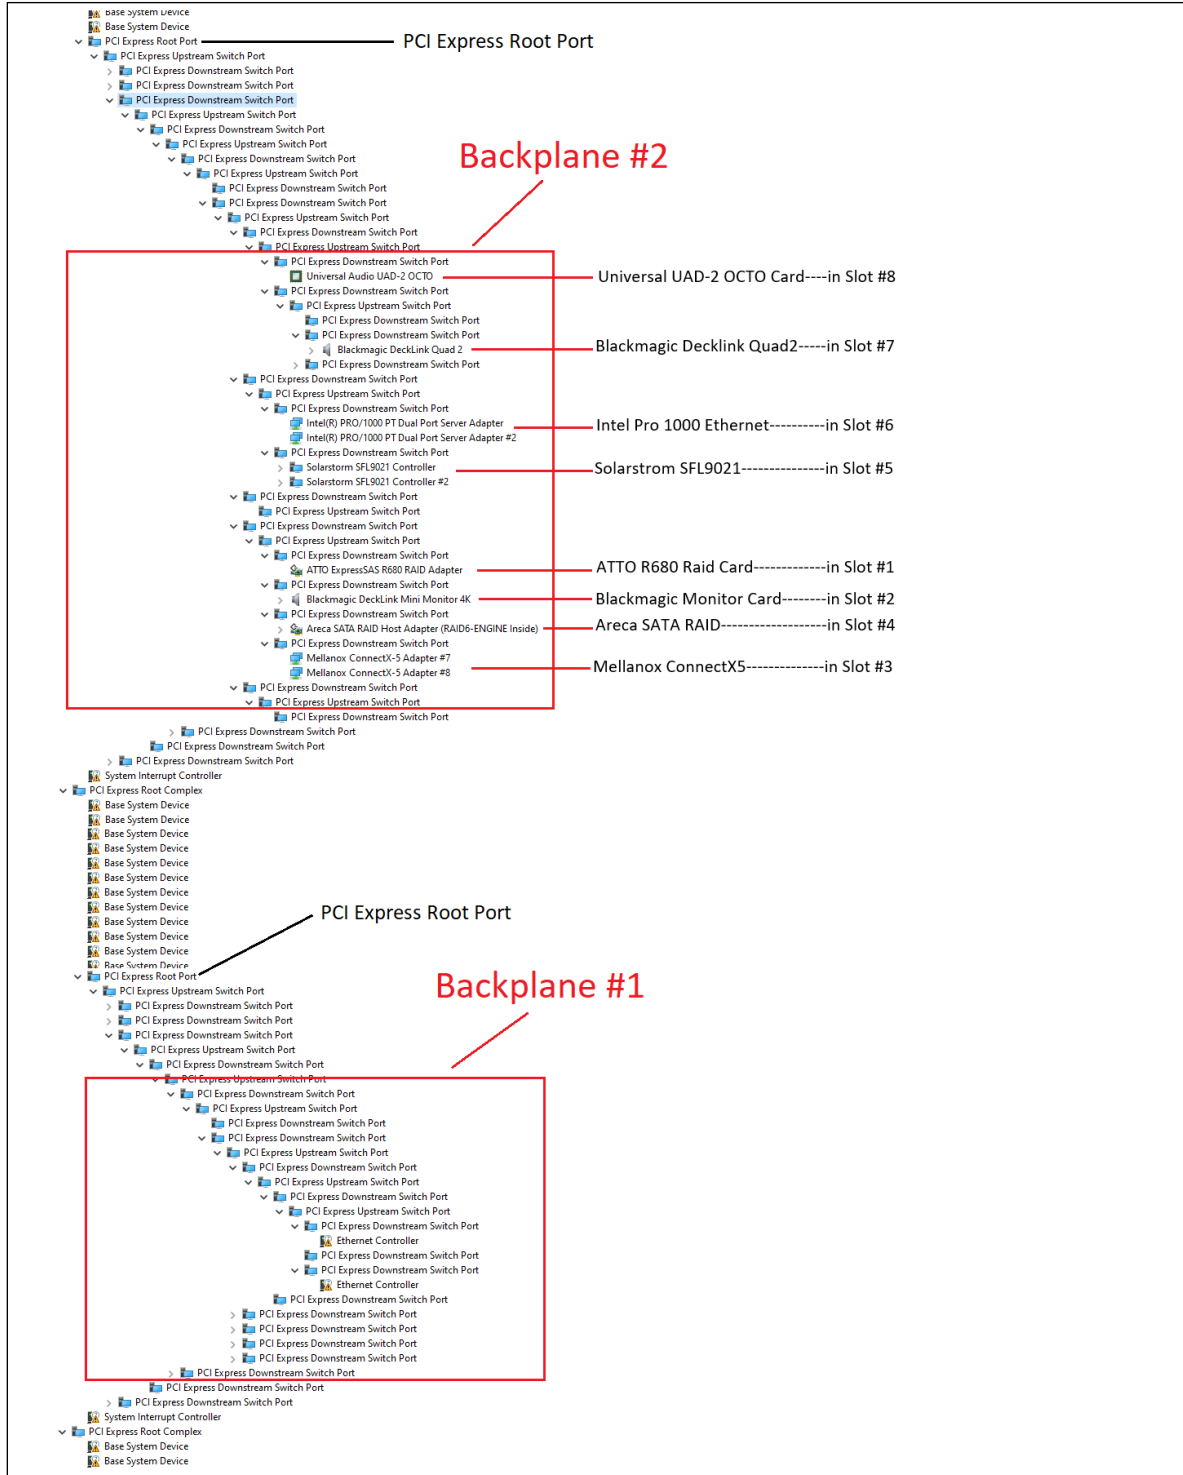 Base System Device
Base System Device
PCI Express Root Port PCI Express Root Port
PCI Express Upstream Switch Port
PCI Express Downstream Switch Port
PCI Express Downstream Switch Port
PCI Express Downstream Switch Port
PCI Express Upstream Switch Port
PCI Express Downstream Switch Port
PCI Express Upstream Switch Port
PCI Express Downstream Switch Port
Backplane #2
PCI Express Upstream Switch Port
PCI Express Downstream Switch Port
PCI Express Downstream Switch Port
PCI Express Upstream Switch Port
PCI Express Downstream Switch Port
PCI Express Upstream Switch Port
PCI Express Downstream Switch Port
Universal Audio UAD-2 OCTO Universal UAD-2 OCTO Card----in Slot #8
PCI Express Downstream Switch Port
PCI Express Upstream Switch Port
PCI Express Downstream Switch Port
PCI Express Downstream Switch Port
Blackmagic DeckLink Quad 2 Blackmagic Decklink Quad2-----in Slot #7
PCI Express Downstream Switch Port
PCI Express Downstream Switch Port
PCI Express Upstream Switch Port
PCI Express Downstream Switch Port
Intel(R) PRO/1000 PT Dual Port Server Adapter Intel Pro 1000 Ethernet----------in Slot #6
Intel(R) PRO/1000 PT Dual Port Server Adapter #2
PCI Express Downstream Switch Port
Solarstorm SFL9021 Controller Solarstrom SFL9021---------------in Slot #5
Solarstorm SFL9021 Controller #2
PCI Express Downstream Switch Port
PCI Express Upstream Switch Port
PCI Express Downstream Switch Port
PCI Express Upstream Switch Port
PCI Express Downstream Switch Port
ATTO ExpressSAS R680 RAID Adapter ATTO R680 Raid Card-------------in Slot #1
PCI Express Downstream Switch Port
Blackmagic DeckLink Mini Monitor 4K Blackmagic Monitor Card--------in Slot #2
PCI Express Downstream Switch Port
Areca SATA RAID Host Adapter (RAID6-ENGINE Inside) Areca SATA RAID-------------------in Slot #4
PCI Express Downstream Switch Port
Mellanox ConnectX-5 Adapter #7 Mellanox ConnectX5--------------in Slot #3
Mellanox ConnectX-5 Adapter #8
PCI Express Downstream Switch Port
PCI Express Upstream Switch Port
PCI Express Downstream Switch Port
PCI Express Downstream Switch Port
PCI Express Downstream Switch Port
PCI Express Downstream Switch Port
System Interrupt Controller
PCI Express Root Complex
Base System Device
Base System Device
Base System Device
Base System Device
Base System Device
Base System Device
Base System Device
Base System Device
PCI Express Root Port
Base System Device
Base System Device
Base System Device
Base System Device
PCI Express Root Port
Backplane #1
PCI Express Upstream Switch Port
PCI Express Downstream Switch Port
PCI Express Downstream Switch Port
PCI Express Downstream Switch Port
PCI Express Upstream Switch Port
PCI Express Downstream Switch Port
PCI Express Upstream Switch Port
PCI Express Downstream Switch Port
PCI Express Upstream Switch Port
PCI Express Downstream Switch Port
PCI Express Downstream Switch Port
PCI Express Upstream Switch Port
PCI Express Downstream Switch Port
PCI Express Upstream Switch Port
PCI Express Downstream Switch Port
PCI Express Upstream Switch Port
PCI Express Downstream Switch Port
Ethernet Controller
PCI Express Downstream Switch Port
PCI Express Downstream Switch Port
Ethernet Controller
PCI Express Downstream Switch Port
PCI Express Downstream Switch Port
PCI Express Downstream Switch Port
PCI Express Downstream Switch Port
PCI Express Downstream Switch Port
PCI Express Downstream Switch Port
PCI Express Downstream Switch Port
PCI Express Downstream Switch Port
System Interrupt Controller
PCI Express Root Complex
Base System Device
Base System Device